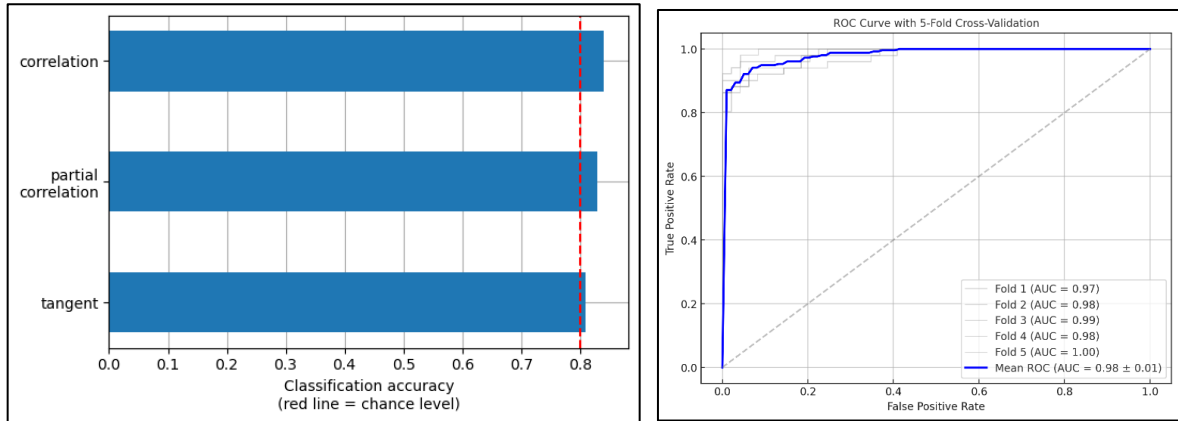 correlation
partial
correlation
tangent
0.0 0.1 0.2 0.3 0.4 0.5 0.6 0.7 0.8
Classification accuracy
(red line = chance level)
ROC Curve with 5-Fold Cross-Validation
True Positive Rate
1.0
0.8
0.6
0.4
0.2
0.0
Fold 1 (AUC = 0.97)
Fold 2 (AUC = 0.98)
Fold 3 (AUC = 0.99)
Fold 4 (AUC = 0.98)
Fold 5 (AUC = 1.00)
Mean ROC (AUC = 0.98 ± 0.01)
0.0 0.2 0.4 0.6 0.8 1.0
False Positive Rate